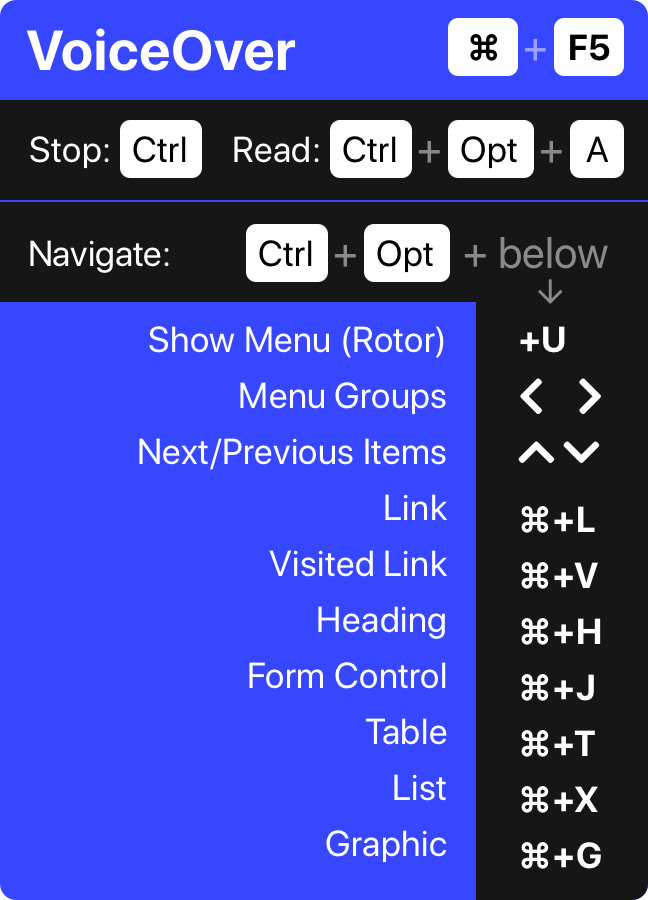 VoiceOver ⌘ + F5
Stop: Ctrl Read: Ctrl + Opt + A
Navigate: Ctrl + Opt + below
↓
Show Menu (Rotor) +U
Menu Groups < >
Next/Previous Items ∧ ∨
Link ⌘+L
Visited Link ⌘+V
Heading ⌘+H
Form Control ⌘+J
Table ⌘+T
List ⌘+X
Graphic ⌘+G